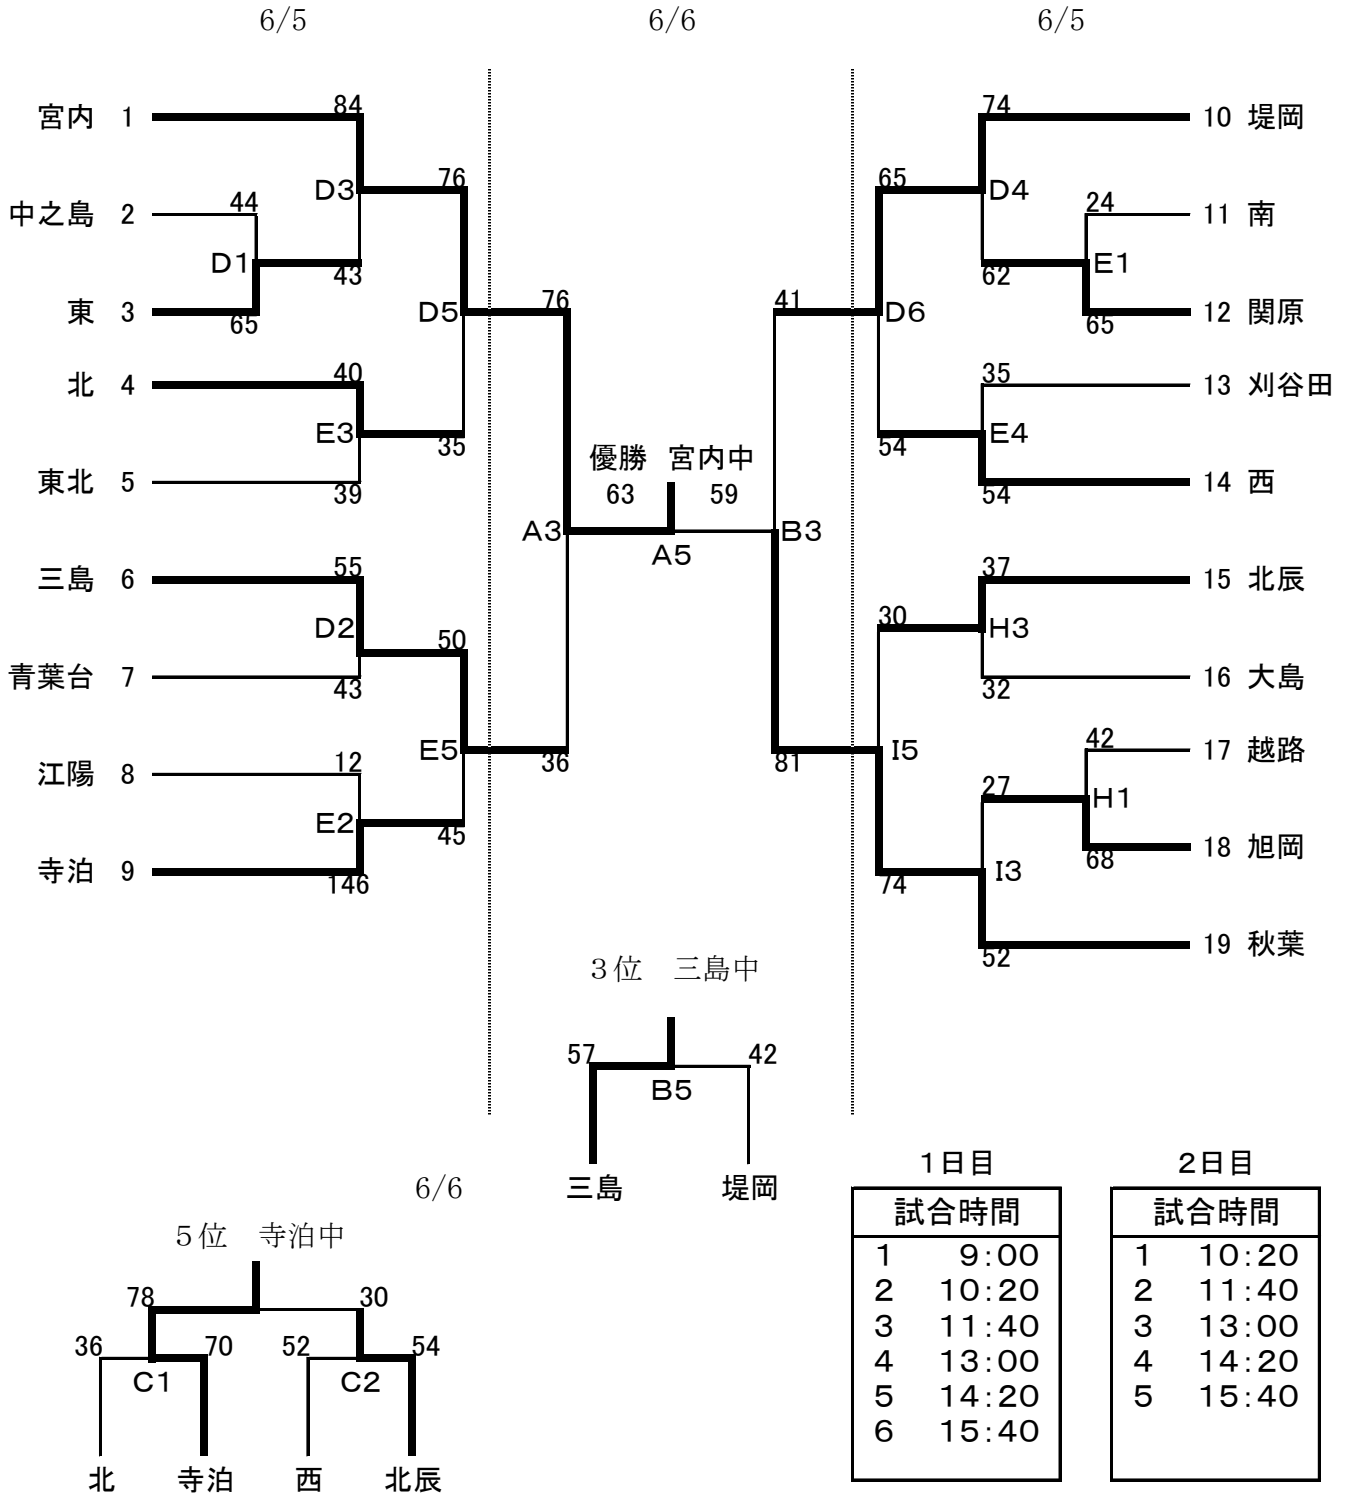 6/5 6/6 6/5
宮内 1 84 74 10 堤岡
D3 76 65 D4
中之島 2 44 24 11 南
D1 43 62 E1
東 3 65 D5 76 41 D6 65 12 関原
北 4 40 35 13 刈谷田
E3 35 54 E4
優勝 宮内中
東北 5 39 63 59 54 14 西
A3 A5 B3
三島 6 55 37 15 北辰
D2 50 30 H3
青葉台 7 43 32 16 大島
E5 36 81 I5 42 17 越路
江陽 8 12 27 H1
E2 45
68 18 旭岡
寺泊 9 146 74 I3
52 19 秋葉
3位 三島中
57 42
B5
三島 堤岡
6/6
5位 寺泊中
78 30
36 70 52 54
C1 C2
北 寺泊 西 北辰
1日目
試合時間
1 9:00
2 10:20
3 11:40
4 13:00
5 14:20
6 15:40
2日目
試合時間
1 10:20
2 11:40
3 13:00
4 14:20
5 15:40